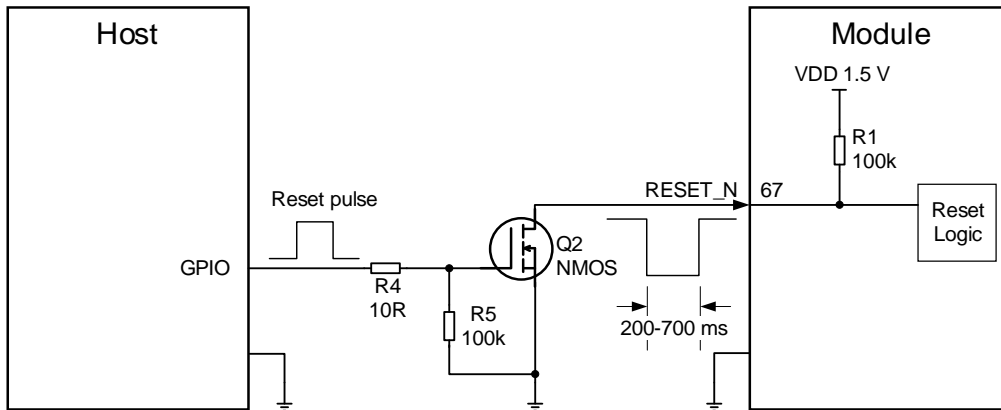 Host
Module
VDD 1.5 V
R1
100k
RESET_N
67
Reset
Logic
Reset pulse
GPIO
R4
10R
R5
100k
Q2
NMOS
200-700 ms